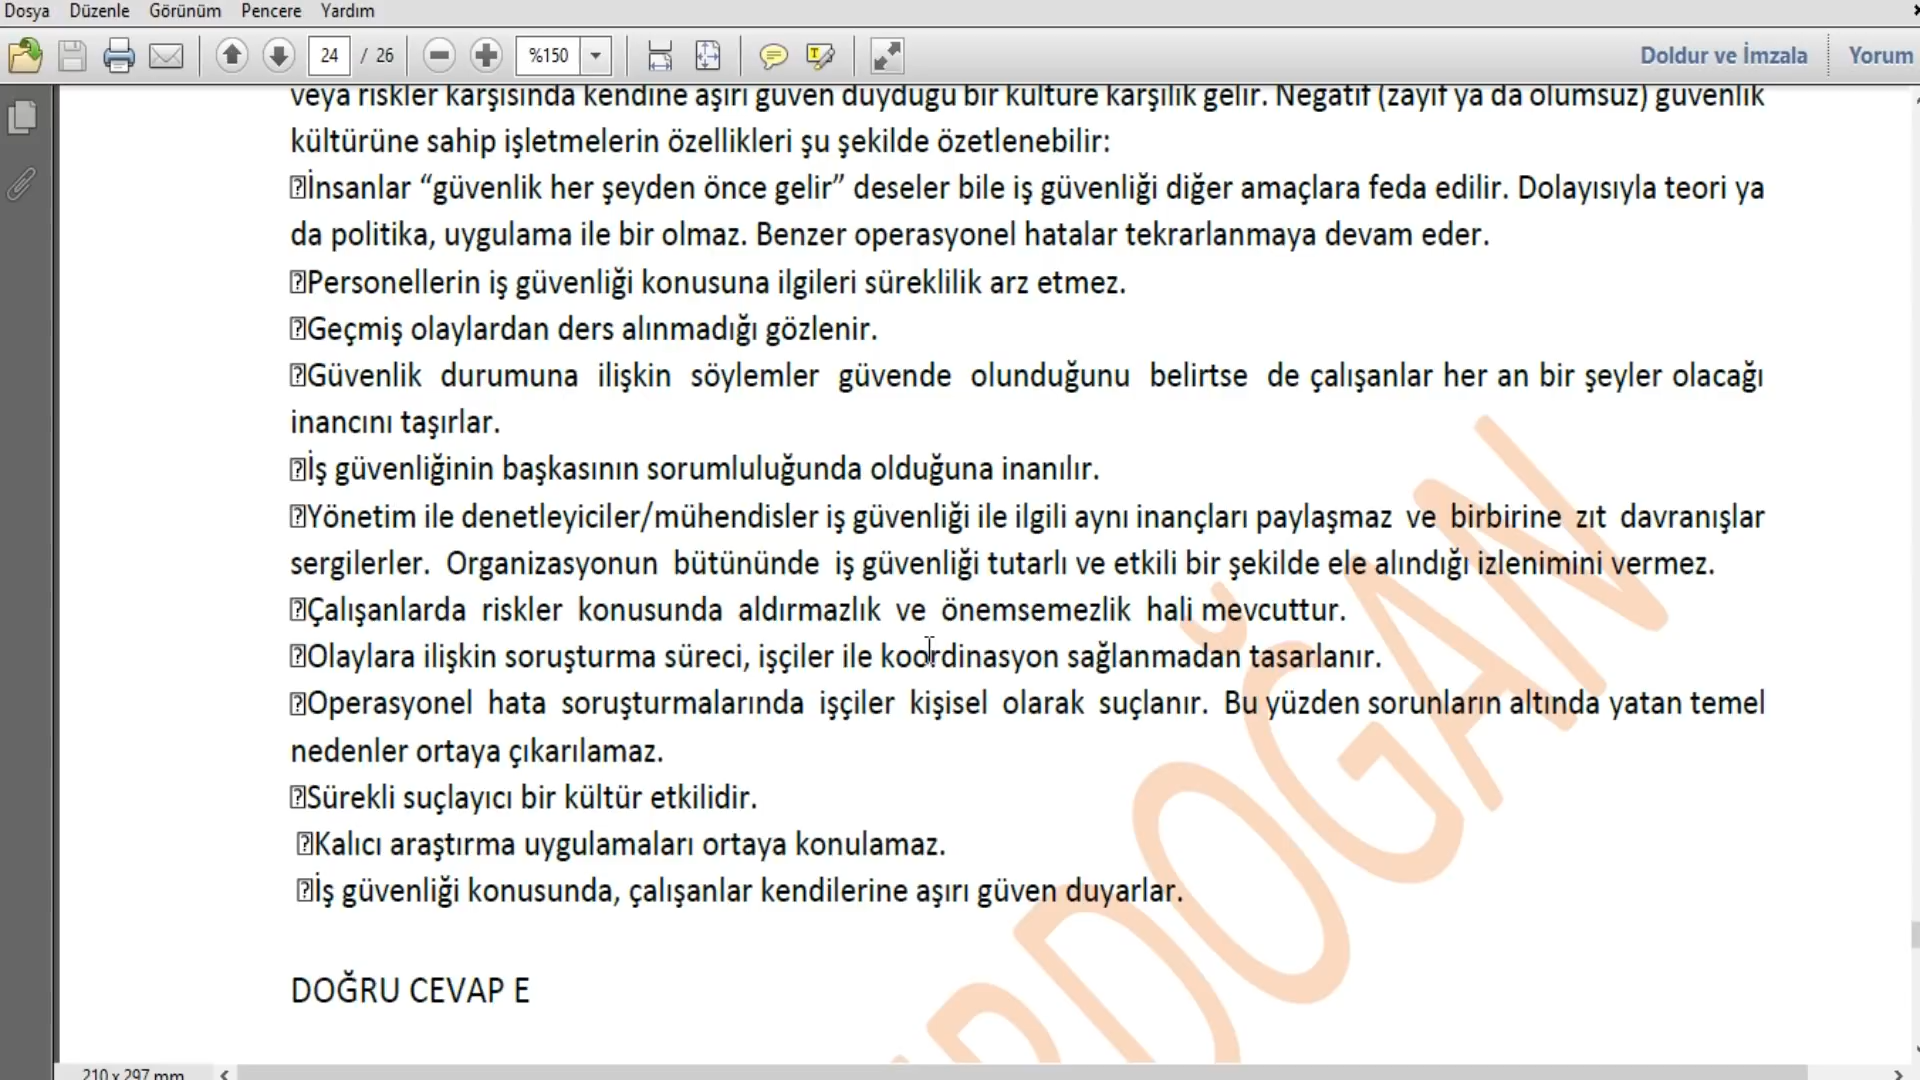 Dosya Düzenle Görünüm Pencere Yardım
24 / 26 %150 Doldur ve İmzala Yorum
veya riskler karşısında kendine aşırı güven duyduğu bir kültüre karşılık gelir. Negatif (zayıf ya da olumsuz) güvenlik
kültürüne sahip işletmelerin özellikleri şu şekilde özetlenebilir:
İnsanlar “güvenlik her şeyden önce gelir” deseler bile iş güvenliği diğer amaçlara feda edilir. Dolayısıyla teori ya
da politika, uygulama ile bir olmaz. Benzer operasyonel hatalar tekrarlanmaya devam eder.
Personellerin iş güvenliği konusuna ilgileri süreklilik arz etmez.
Geçmiş olaylardan ders alınmadığı gözlenir.
Güvenlik durumuna ilişkin söylemler güvende olunduğunu belirtse de çalışanlar her an bir şeyler olacağı
inancını taşırlar.
İş güvenliğinin başkasının sorumluluğunda olduğuna inanılır.
Yönetim ile denetleyiciler/mühendisler iş güvenliği ile ilgili aynı inançları paylaşmaz ve birbirine zıt davranışlar
sergilerler. Organizasyonun bütününde iş güvenliği tutarlı ve etkili bir şekilde ele alındığı izlenimini vermez.
Çalışanlarda riskler konusunda aldırmazlık ve önemsemezlik hali mevcuttur.
Olaylara ilişkin soruşturma süreci, işçiler ile koordinasyon sağlanmadan tasarlanır.
Operasyonel hata soruşturmalarında işçiler kişisel olarak suçlanır. Bu yüzden sorunların altında yatan temel
nedenler ortaya çıkarılamaz.
Sürekli suçlayıcı bir kültür etkilidir.
Kalıcı araştırma uygulamaları ortaya konulamaz.
İş güvenliği konusunda, çalışanlar kendilerine aşırı güven duyarlar.
DOĞRU CEVAP E
210 x 297 mm